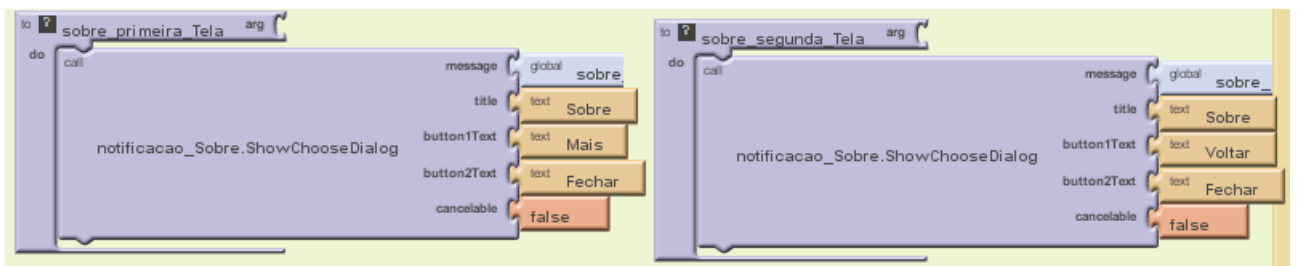 to ? sobre_primeira_Tela arg
do
call
message global sobre_
title text Sobre
notificacao_Sobre.ShowChooseDialog
button1Text text Mais
button2Text text Fechar
cancelable false
to ? sobre_segunda_Tela arg
do
call
message global sobre_
title text Sobre
notificacao_Sobre.ShowChooseDialog
button1Text text Voltar
button2Text text Fechar
cancelable false